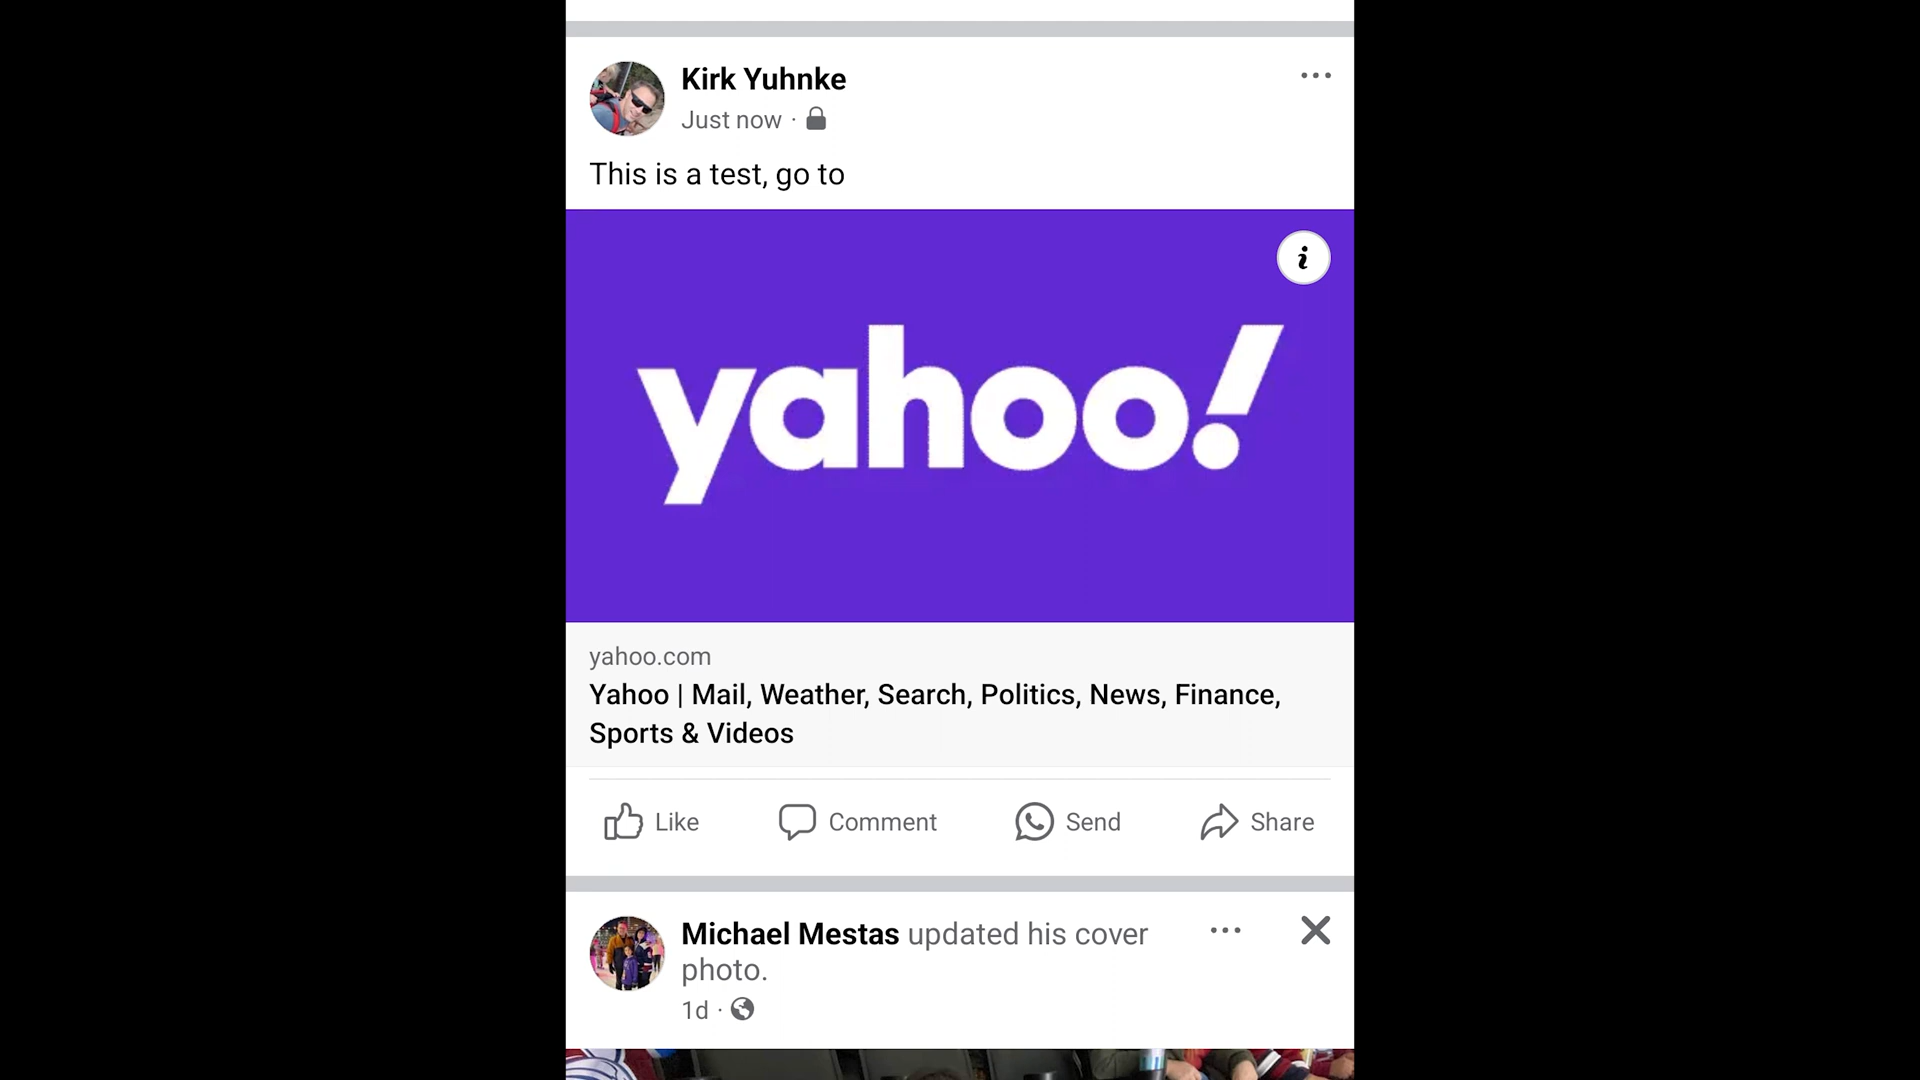 Kirk Yuhnke
Just now ·
This is a test, go to
i
yahoo!
yahoo.com
Yahoo | Mail, Weather, Search, Politics, News, Finance,
Sports & Videos
Like Comment Send Share
Michael Mestas updated his cover
photo.
1d ·